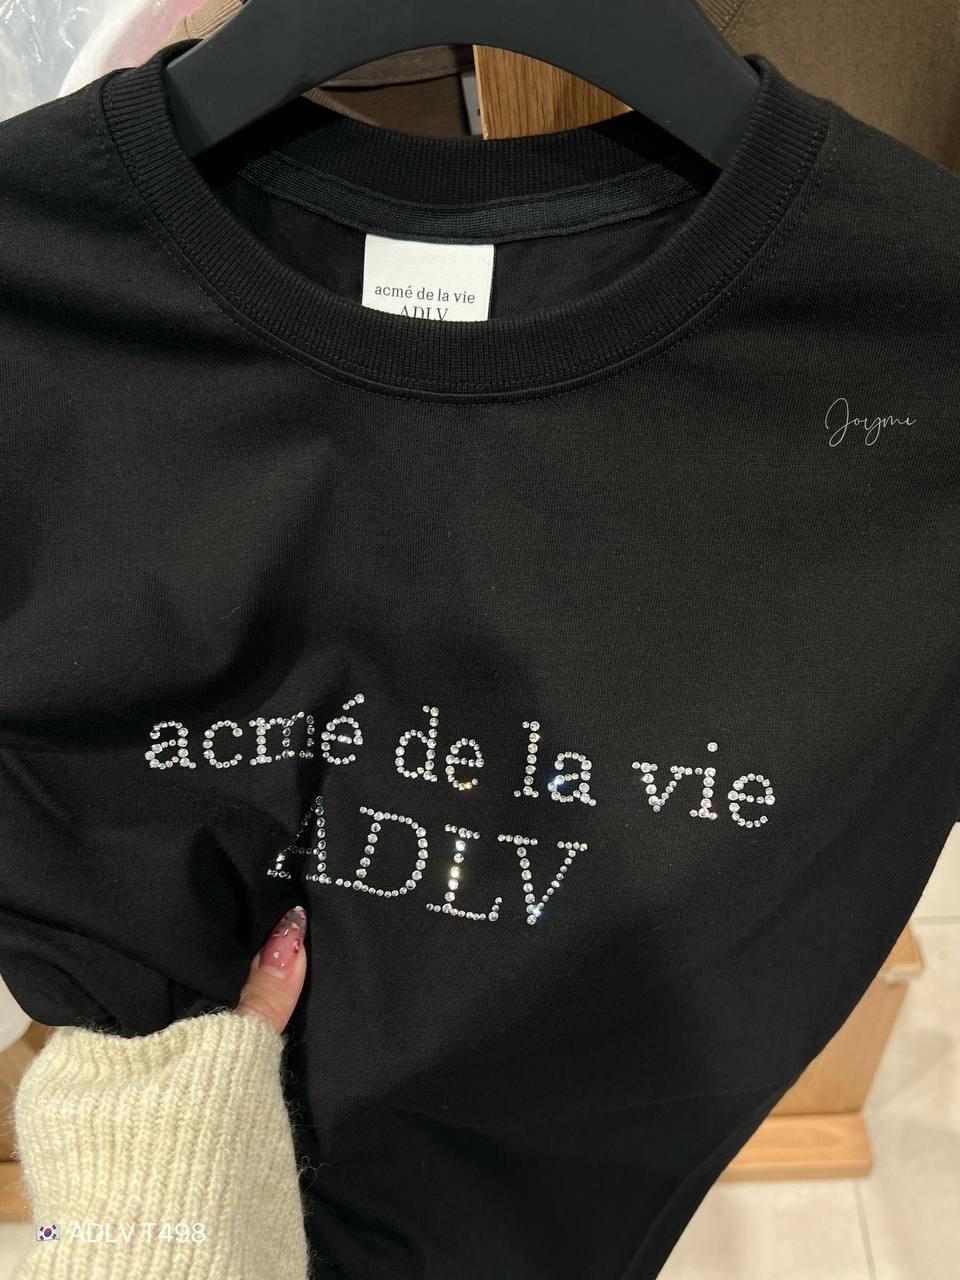 acmé de la vie
ADLV
Joymi
acmé de la vie
ADLV
🇰🇷 ADLV T498